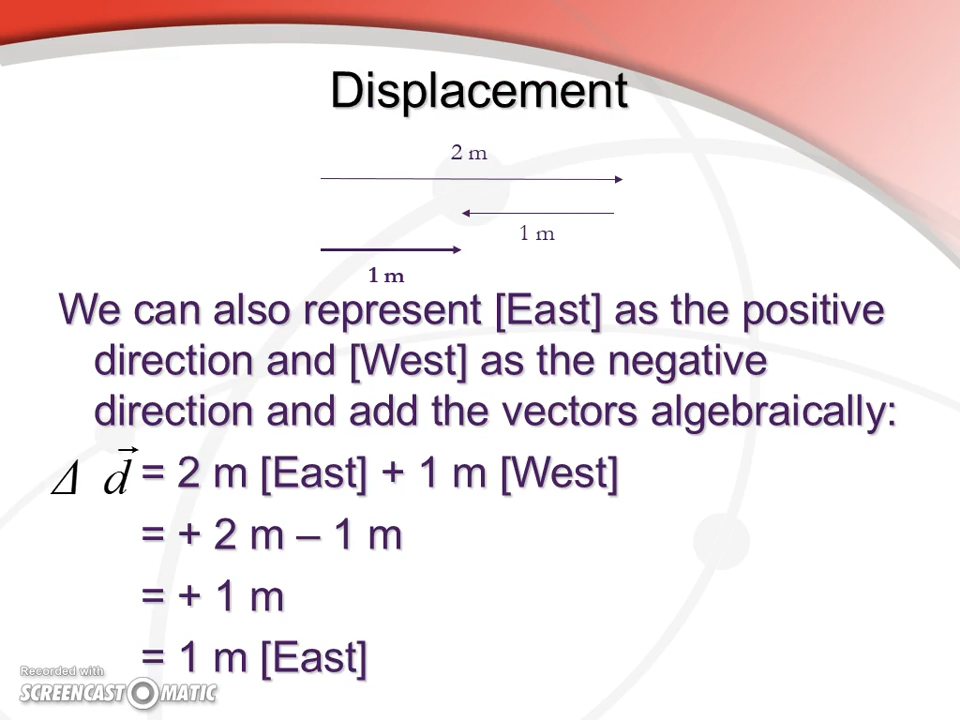 Displacement
2 m
1 m
1 m
We can also represent [East] as the positive
direction and [West] as the negative
direction and add the vectors algebraically:
Δ d⃗ = 2 m [East] + 1 m [West]
= + 2 m – 1 m
= + 1 m
= 1 m [East]
Recorded with
SCREENCAST MATIC